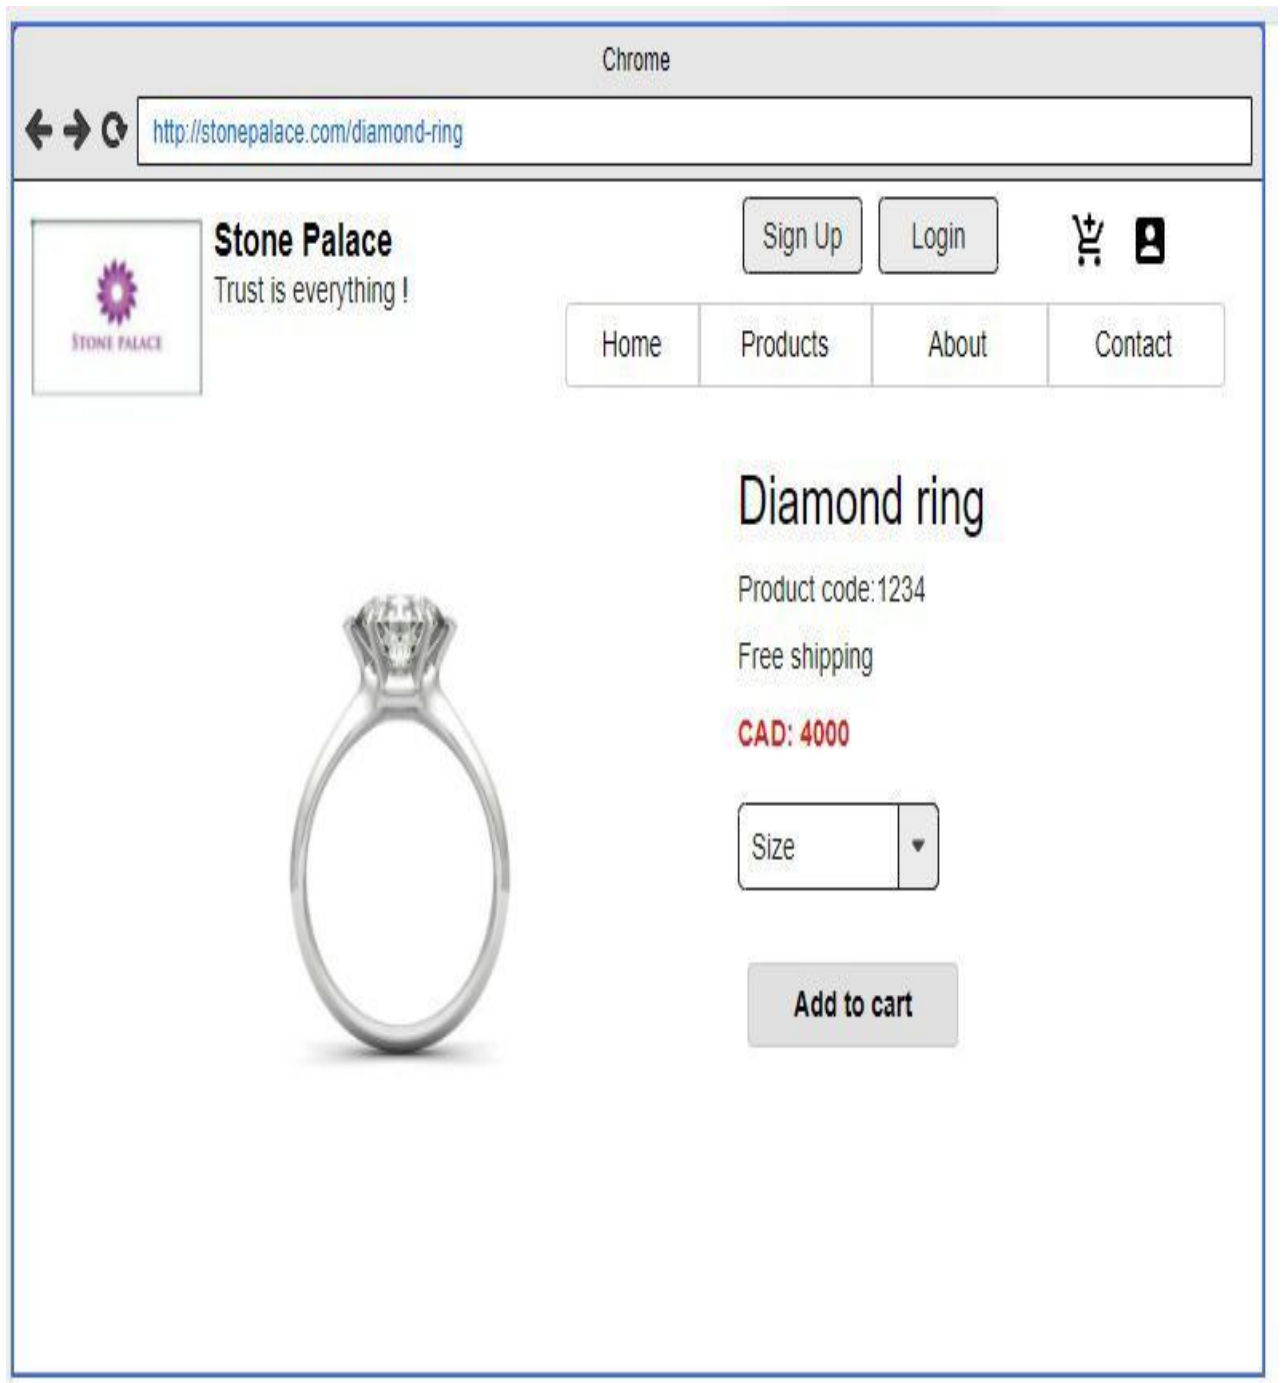 Chrome
http://stonepalace.com/diamond-ring
Stone Palace
Trust is everything !
STONE PALACE
Sign Up
Login
Home
Products
About
Contact
Diamond ring
Product code:1234
Free shipping
CAD: 4000
Size
Add to cart